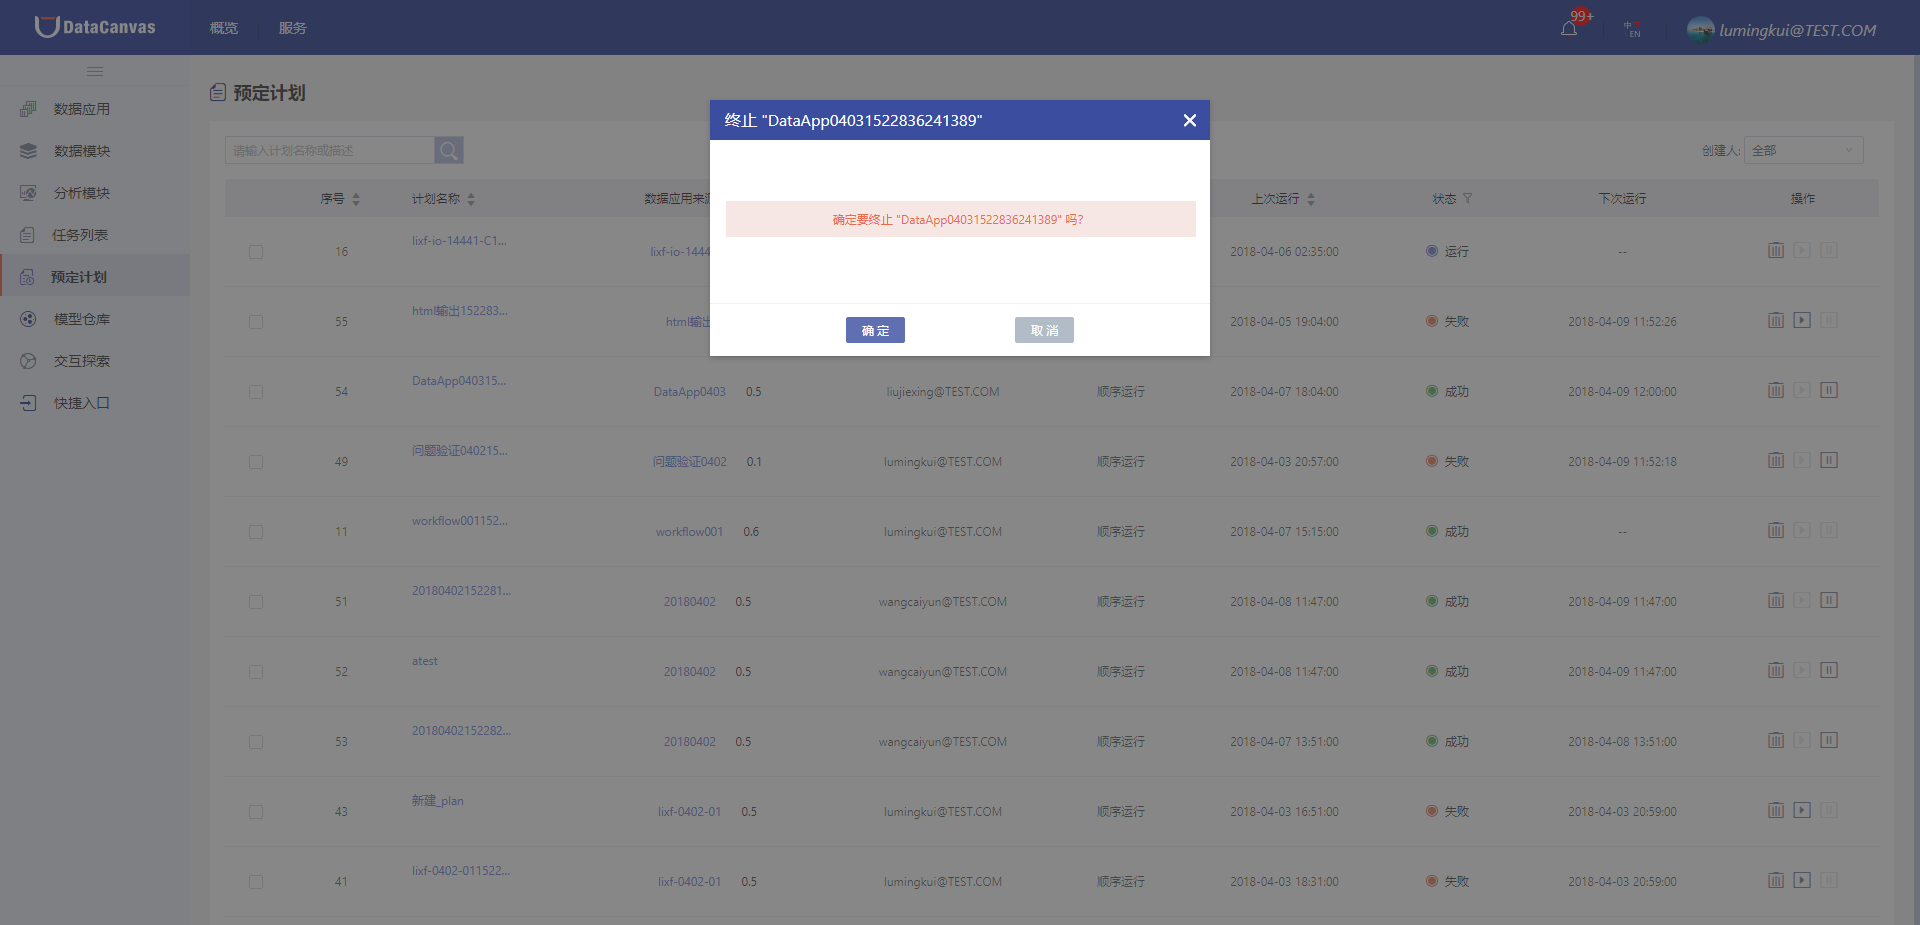 DataCanvas 概览 服务 99+ 中 EN lumingkui@TEST.COM
数据应用
数据模块
分析模块
任务列表
预定计划
模型仓库
交互探索
快捷入口
预定计划
请输入计划名称或描述 创建人: 全部
终止 "DataApp04031522836241389"
确定要终止 "DataApp04031522836241389" 吗?
确 定 取 消
序号 计划名称 数据应用来源 上次运行 状态 下次运行 操作
16 lixf-io-14441-C1... lixf-io-1444 2018-04-06 02:35:00 运行 --
55 html输出152283... html输出 2018-04-05 19:04:00 失败 2018-04-09 11:52:26
54 DataApp040315... DataApp0403 0.5 liujiexing@TEST.COM 顺序运行 2018-04-07 18:04:00 成功 2018-04-09 12:00:00
49 问题验证040215... 问题验证0402 0.1 lumingkui@TEST.COM 顺序运行 2018-04-03 20:57:00 失败 2018-04-09 11:52:18
11 workflow001152... workflow001 0.6 lumingkui@TEST.COM 顺序运行 2018-04-07 15:15:00 成功 --
51 20180402152281... 20180402 0.5 wangcaiyun@TEST.COM 顺序运行 2018-04-08 11:47:00 成功 2018-04-09 11:47:00
52 atest 20180402 0.5 wangcaiyun@TEST.COM 顺序运行 2018-04-08 11:47:00 成功 2018-04-09 11:47:00
53 20180402152282... 20180402 0.5 wangcaiyun@TEST.COM 顺序运行 2018-04-07 13:51:00 成功 2018-04-08 13:51:00
43 新建_plan lixf-0402-01 0.5 lumingkui@TEST.COM 顺序运行 2018-04-03 16:51:00 失败 2018-04-03 20:59:00
41 lixf-0402-011522... lixf-0402-01 0.5 lumingkui@TEST.COM 顺序运行 2018-04-03 18:31:00 失败 2018-04-03 20:59:00